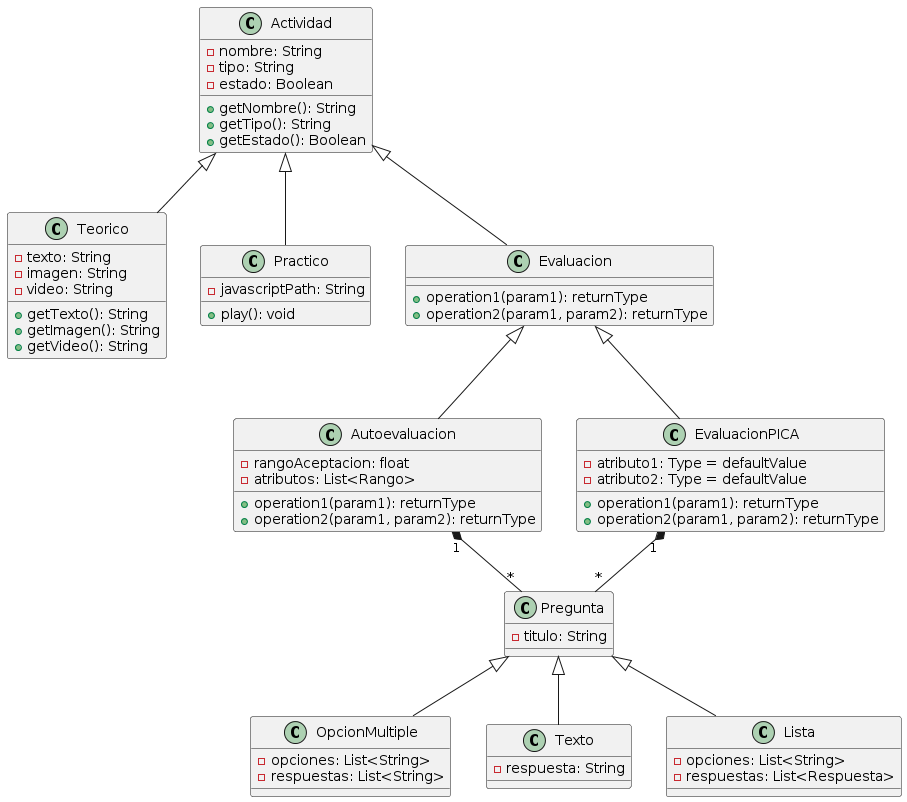 C Actividad
nombre: String
tipo: String
estado: Boolean
getNombre(): String
getTipo(): String
getEstado(): Boolean
C Teorico
texto: String
imagen: String
video: String
getTexto(): String
getImagen(): String
getVideo(): String
C Practico
javascriptPath: String
play(): void
C Evaluacion
operation1(param1): returnType
operation2(param1, param2): returnType
C Autoevaluacion
rangoAceptacion: float
atributos: List<Rango>
operation1(param1): returnType
operation2(param1, param2): returnType
C EvaluacionPICA
atributo1: Type = defaultValue
atributo2: Type = defaultValue
operation1(param1): returnType
operation2(param1, param2): returnType
1
*
1
*
C Pregunta
titulo: String
C OpcionMultiple
opciones: List<String>
respuestas: List<String>
C Texto
respuesta: String
C Lista
opciones: List<String>
respuestas: List<Respuesta>